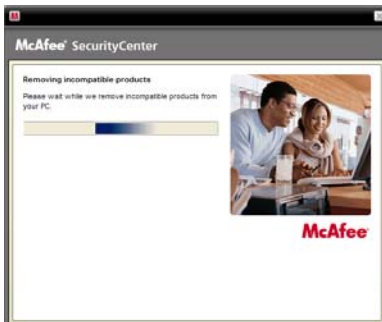 McAfee® SecurityCenter
Removing incompatible products
Please wait while we remove incompatible products from
your PC.
McAfee®